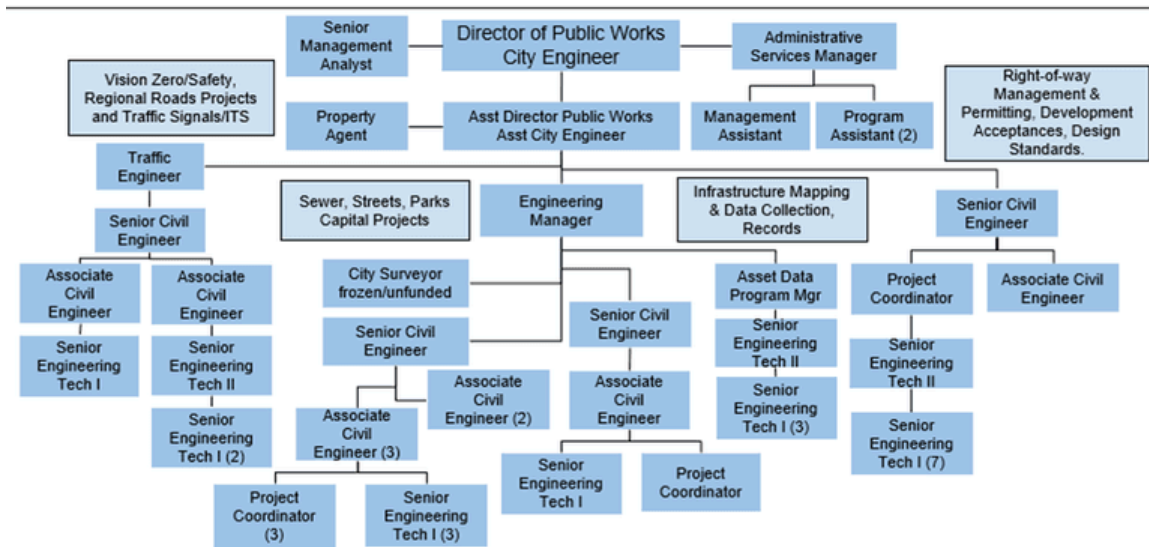 Senior
Management
Analyst
Director of Public Works
City Engineer
Administrative
Services Manager
Vision Zero/Safety,
Regional Roads Projects
and Traffic Signals/ITS
Right-of-way
Management &
Permitting, Development
Acceptances, Design
Standards.
Property
Agent
Asst Director Public Works
Asst City Engineer
Management
Assistant
Program
Assistant (2)
Traffic
Engineer
Sewer, Streets, Parks
Capital Projects
Engineering
Manager
Infrastructure Mapping
& Data Collection,
Records
Senior Civil
Engineer
Senior Civil
Engineer
Associate
Civil
Engineer
Associate
Civil
Engineer
City Surveyor
frozen/unfunded
Asset Data
Program Mgr
Project
Coordinator
Associate Civil
Engineer
Senior Civil
Engineer
Senior Civil
Engineer
Senior
Engineering
Tech I
Senior
Engineering
Tech II
Senior
Engineering
Tech II
Senior
Engineering
Tech II
Associate
Civil
Engineer (2)
Associate
Civil
Engineer
Senior
Engineering
Tech I (3)
Senior
Engineering
Tech I (2)
Associate
Civil
Engineer (3)
Senior
Engineering
Tech I (7)
Senior
Engineering
Tech I
Project
Coordinator
Project
Coordinator
(3)
Senior
Engineering
Tech I (3)